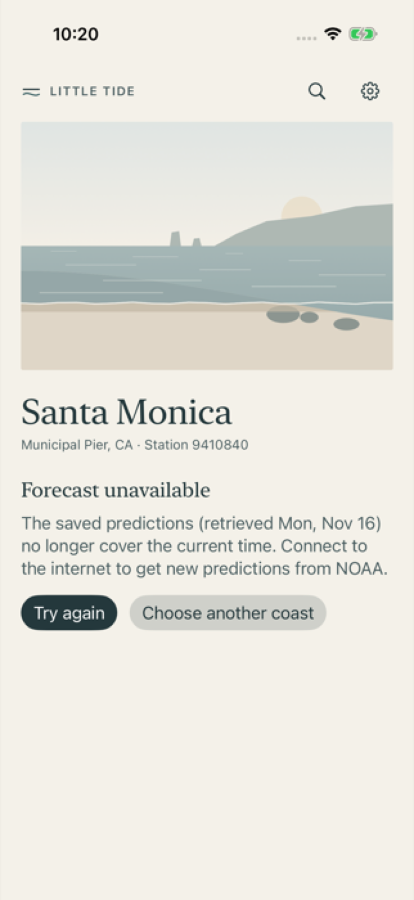 10:20
LITTLE TIDE
Santa Monica
Municipal Pier, CA · Station 9410840
Forecast unavailable
The saved predictions (retrieved Mon, Nov 16)
no longer cover the current time. Connect to
the internet to get new predictions from NOAA.
Try again
Choose another coast